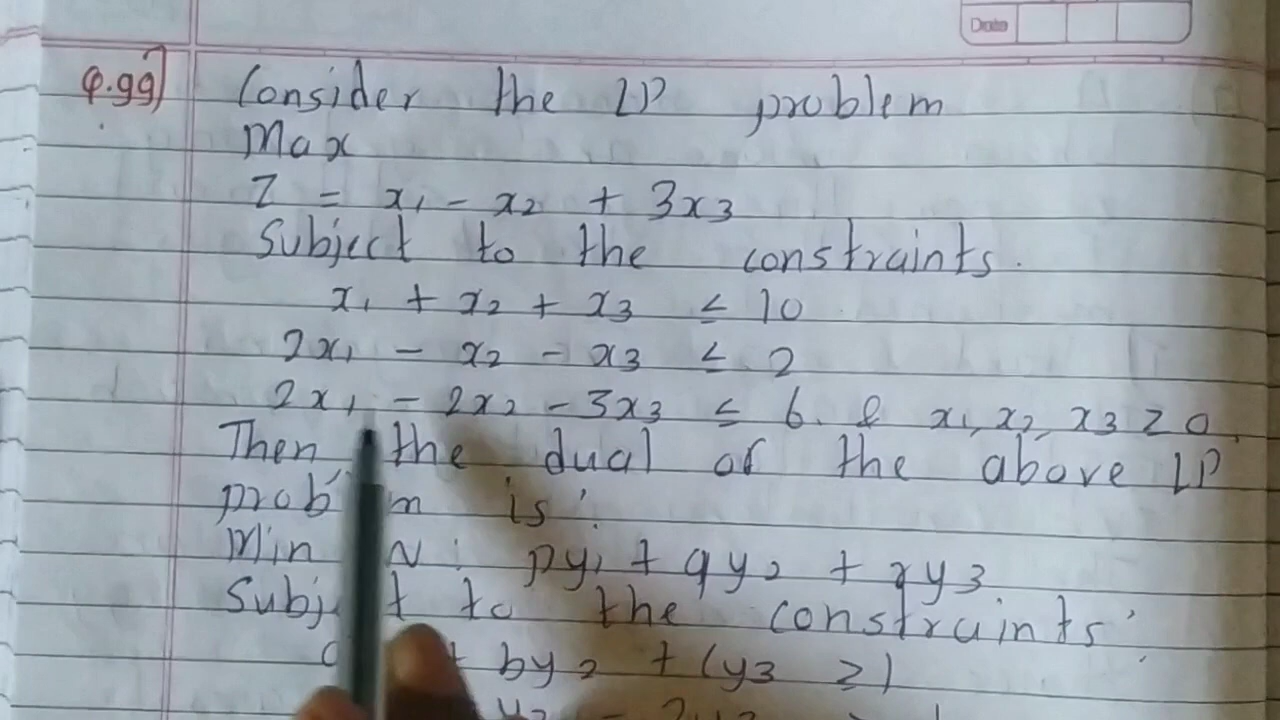 Date
Q.99] Consider the LP problem
Max
Z = x₁ - x₂ + 3x₃
Subject to the constraints.
x₁ + x₂ + x₃ ≤ 10
2x₁ - x₂ - x₃ ≤ 2
2x₁ - 2x₂ - 3x₃ ≤ 6. & x₁, x₂, x₃ ≥ 0.
Then the dual of the above LP
is:
Min : py₁ + qy₂ + ry₃
to the constraints:
+ by₂ + cy₃ ≥ 1